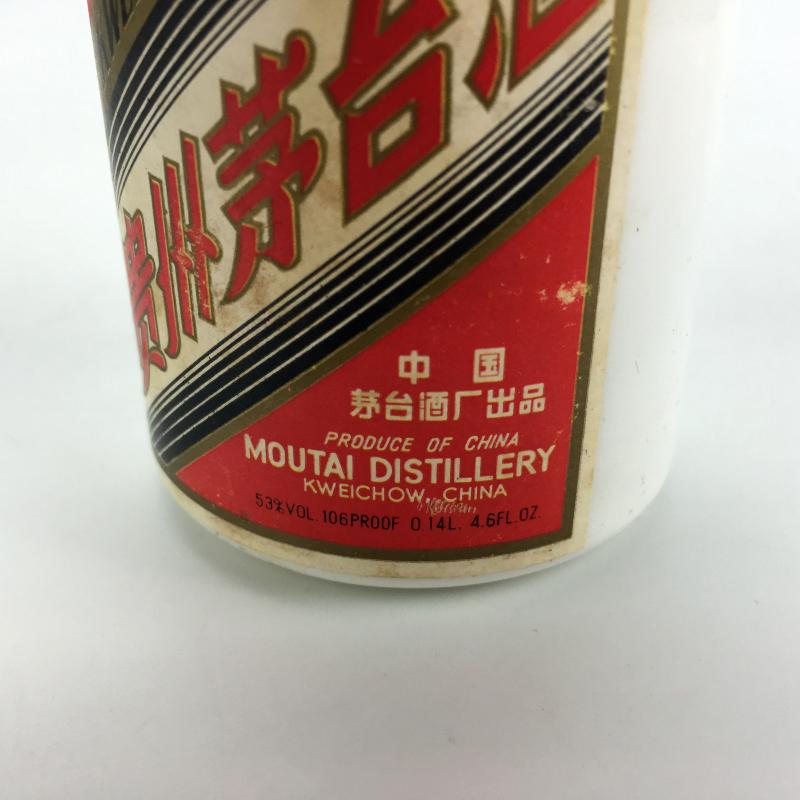 贵州茅台酒
中国
茅台酒厂出品
PRODUCE OF CHINA
MOUTAI DISTILLERY
KWEICHOW, CHINA
53%VOL. 106PROOF 0.14L. 4.6FL.OZ.